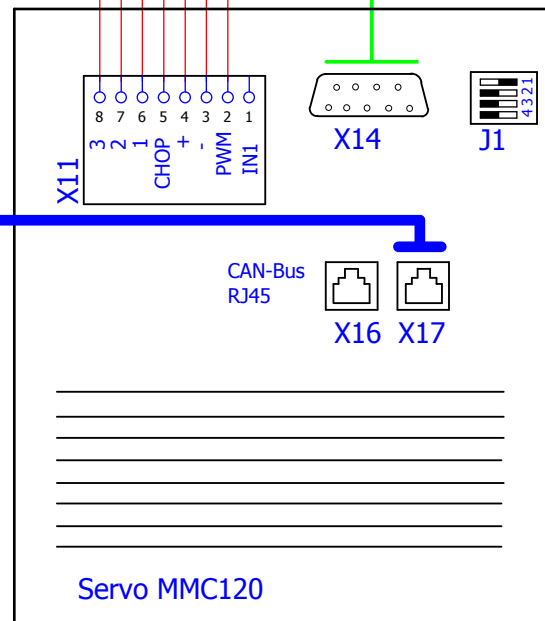 8 7 6 5 4 3 2 1
3 2 1 CHOP + - PWM IN1
X11
X14
1 2 3 4
J1
CAN-Bus
RJ45
X16 X17
Servo MMC120